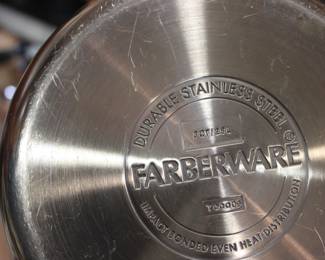 DURABLE STAINLESS STEEL
FARBERWARE
IMPACT BONDED EVEN HEAT DISTRIBUTION